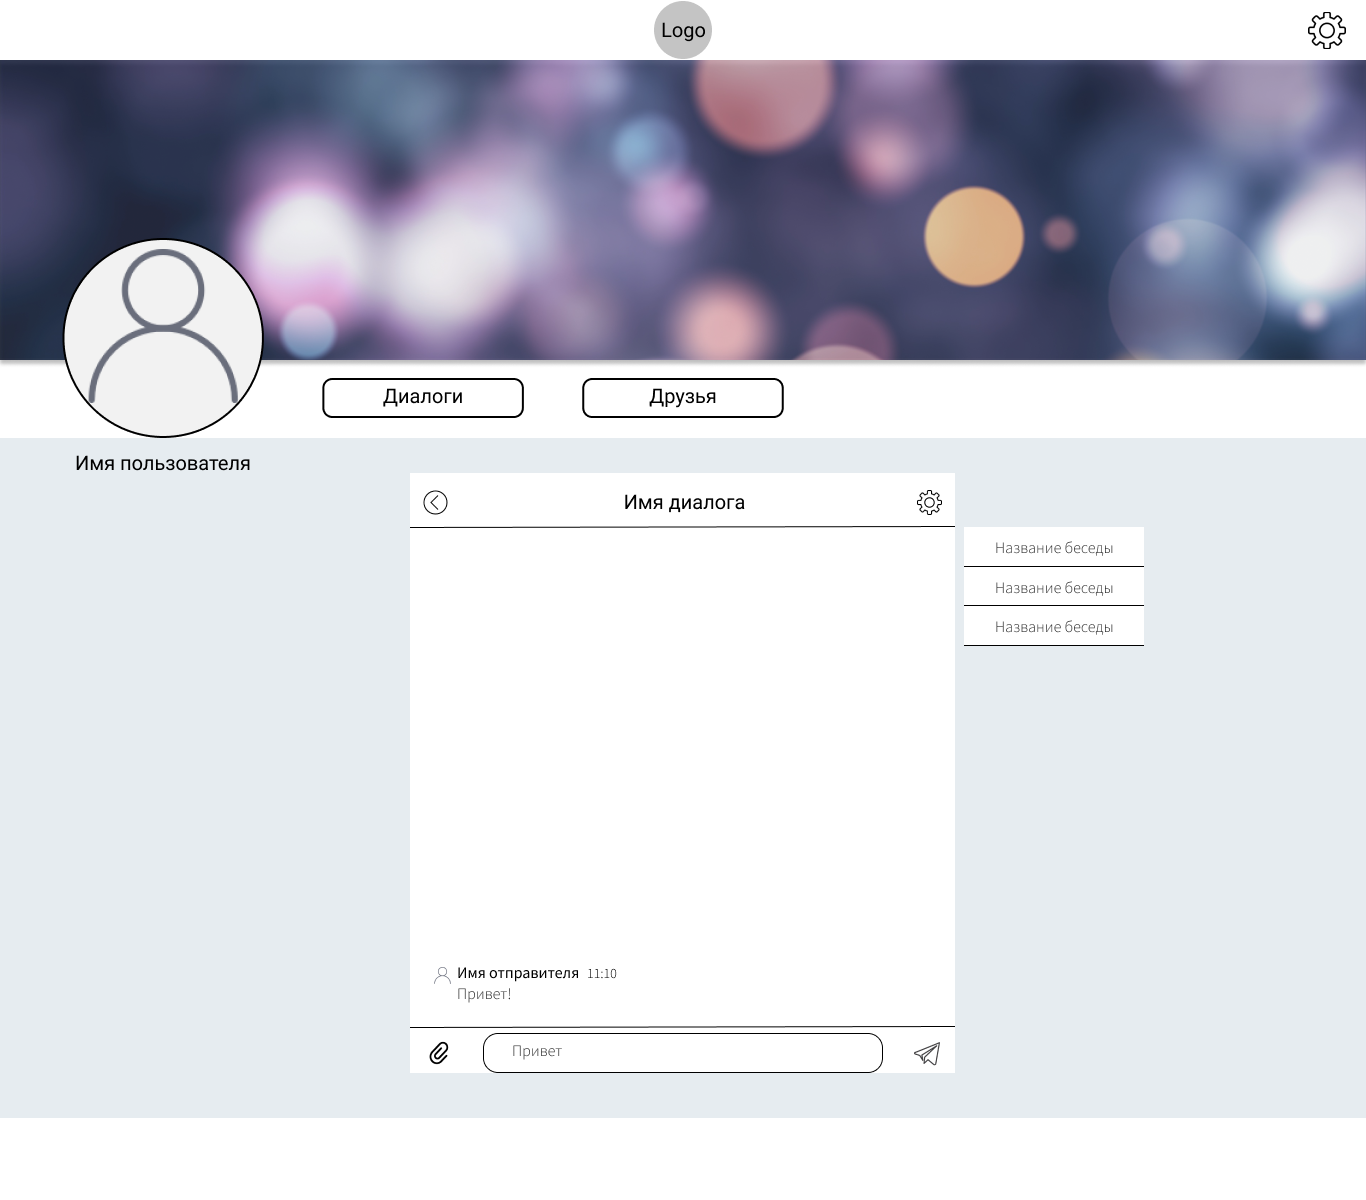 Logo
Диалоги
Друзья
Имя пользователя
Имя диалога
Название беседы
Название беседы
Название беседы
Имя отправителя 11:10
Привет!
Привет